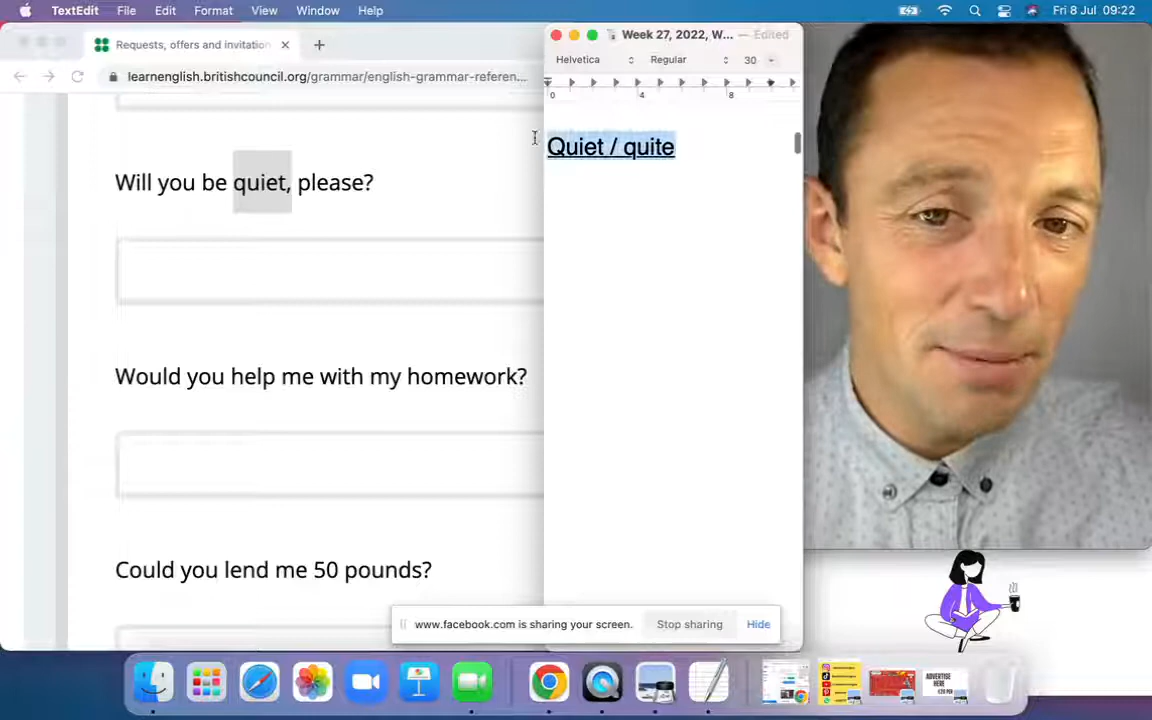 TextEdit File Edit Format View Window Help Fri 8 Jul 09:22
Requests, offers and invitation
learnenglish.britishcouncil.org/grammar/english-grammar-referen...
Week 27, 2022, W... — Edited
Helvetica Regular 30
0 4 8
Quiet / quite
Will you be quiet, please?
Would you help me with my homework?
Could you lend me 50 pounds?
www.facebook.com is sharing your screen. Stop sharing Hide
ADVERTISE
HERE